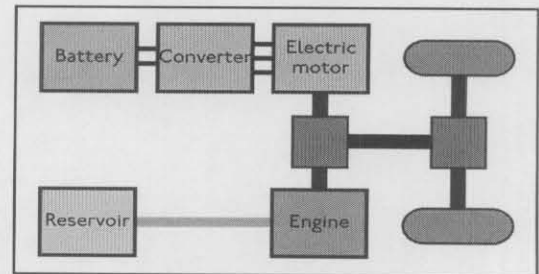 Battery
Converter
Electric
motor
Reservoir
Engine